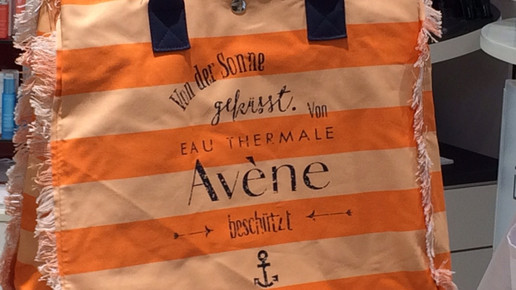 Von der Sonne
geküsst. Von
EAU THERMALE
Avène
beschützt